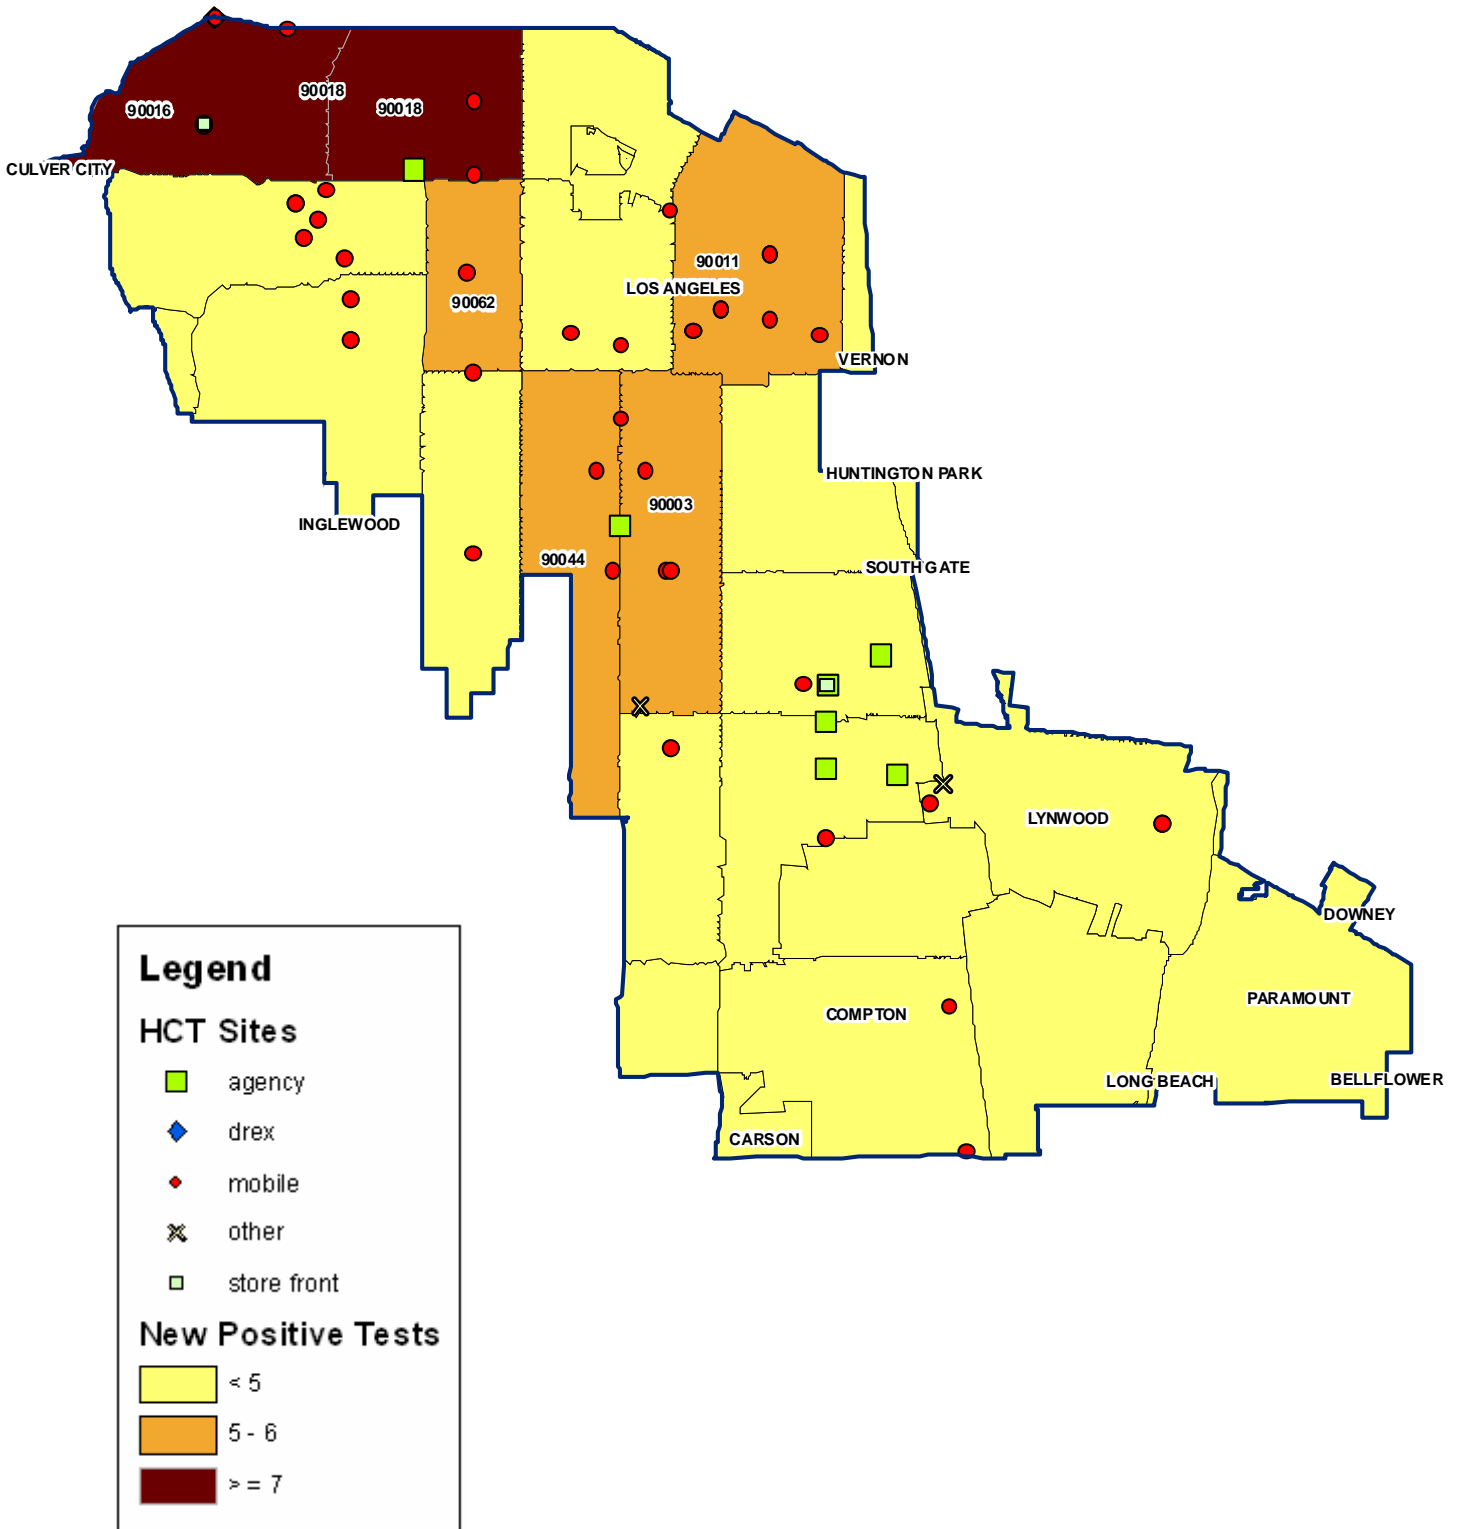 90018
90016
90018
CULVER CITY
90011
LOS ANGELES
90062
VERNON
HUNTINGTON PARK
90003
INGLEWOOD
90044
SOUTH GATE
LYNWOOD
DOWNEY
PARAMOUNT
COMPTON
LONG BEACH
BELLFLOWER
CARSON
Legend
HCT Sites
agency
drex
mobile
other
store front
New Positive Tests
< 5
5 - 6
> = 7